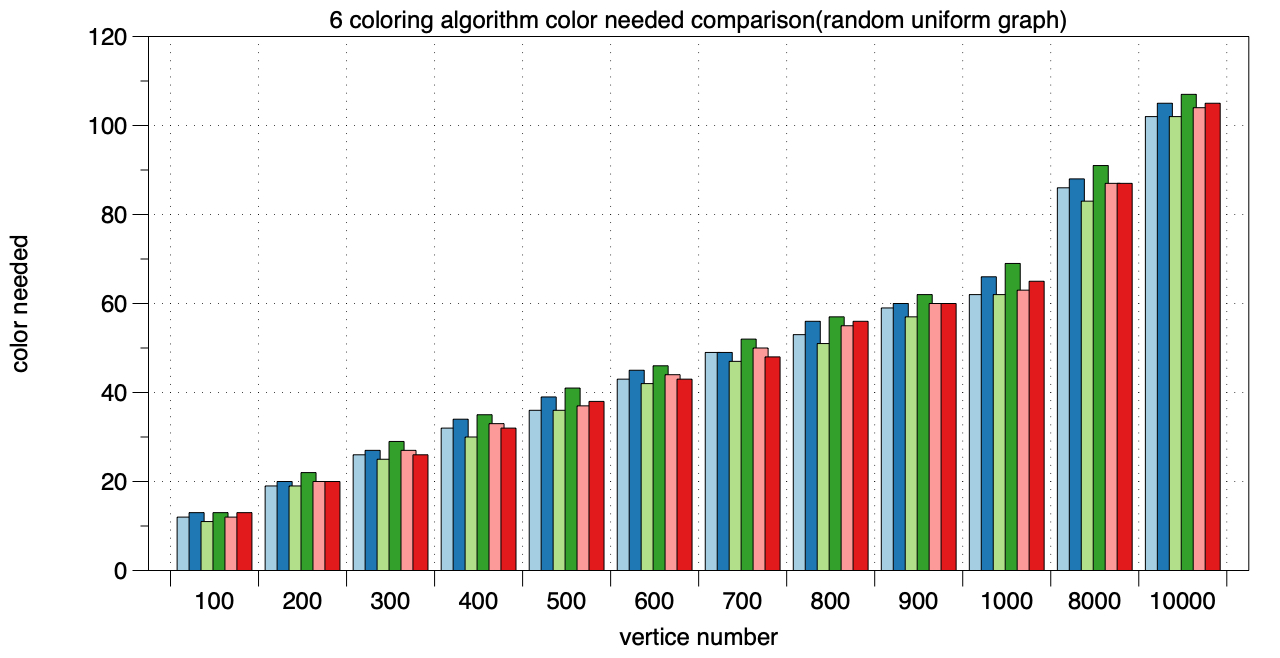 6 coloring algorithm color needed comparison(random uniform graph)
120
100
80
60
40
20
0
color needed
100 200 300 400 500 600 700 800 900 1000 8000 10000
vertice number